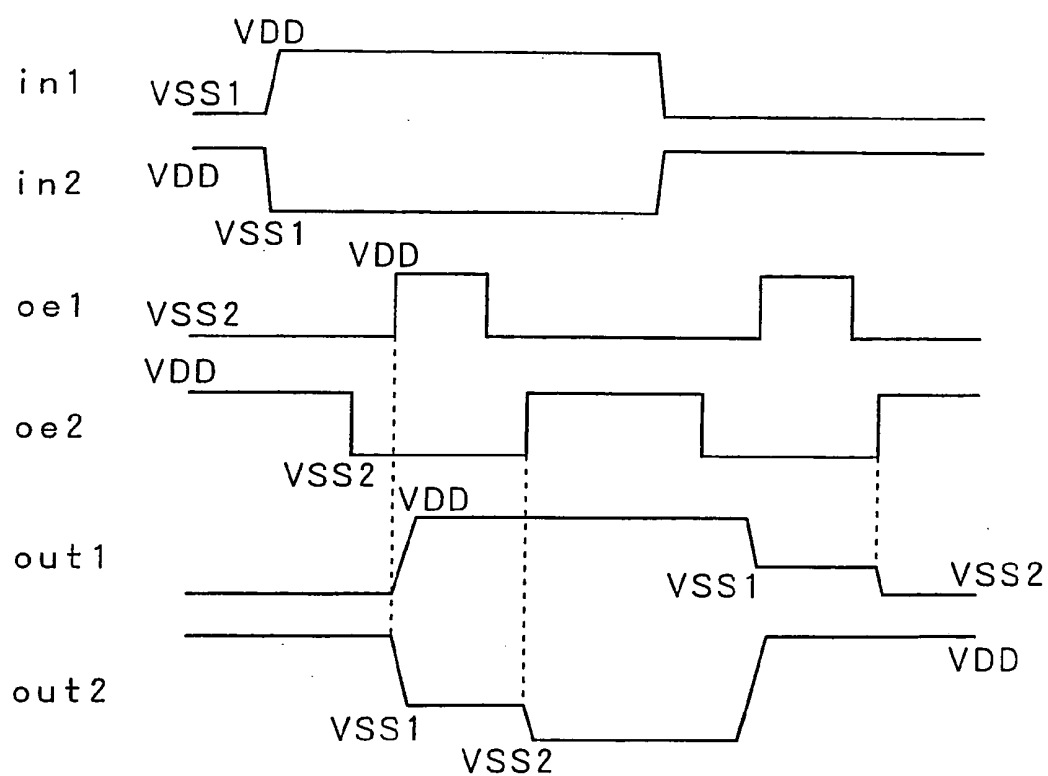 VDD
in1
VSS1
in2
VDD
VSS1
VDD
oe1
VSS2
VDD
oe2
VSS2
VDD
out1
VSS1
VSS2
VDD
out2
VSS1
VSS2